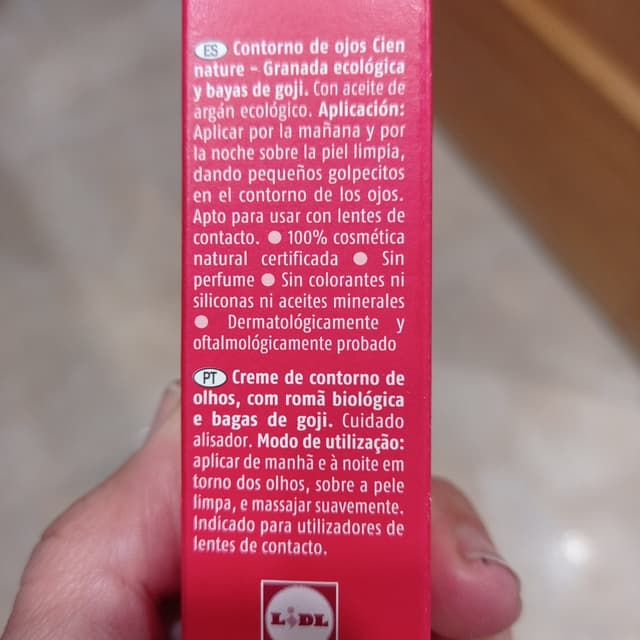 ES Contorno de ojos Cien
nature – Granada ecológica
y bayas de goji. Con aceite de
argán ecológico. Aplicación:
Aplicar por la mañana y por
la noche sobre la piel limpia,
dando pequeños golpecitos
en el contorno de los ojos.
Apto para usar con lentes de
contacto. ● 100% cosmética
natural certificada ● Sin
perfume ● Sin colorantes ni
siliconas ni aceites minerales
● Dermatológicamente y
oftalmológicamente probado
PT Creme de contorno de
olhos, com romã biológica
e bagas de goji. Cuidado
alisador. Modo de utilização:
aplicar de manhã e à noite em
torno dos olhos, sobre a pele
limpa, e massajar suavemente.
Indicado para utilizadores de
lentes de contacto.
LIDL